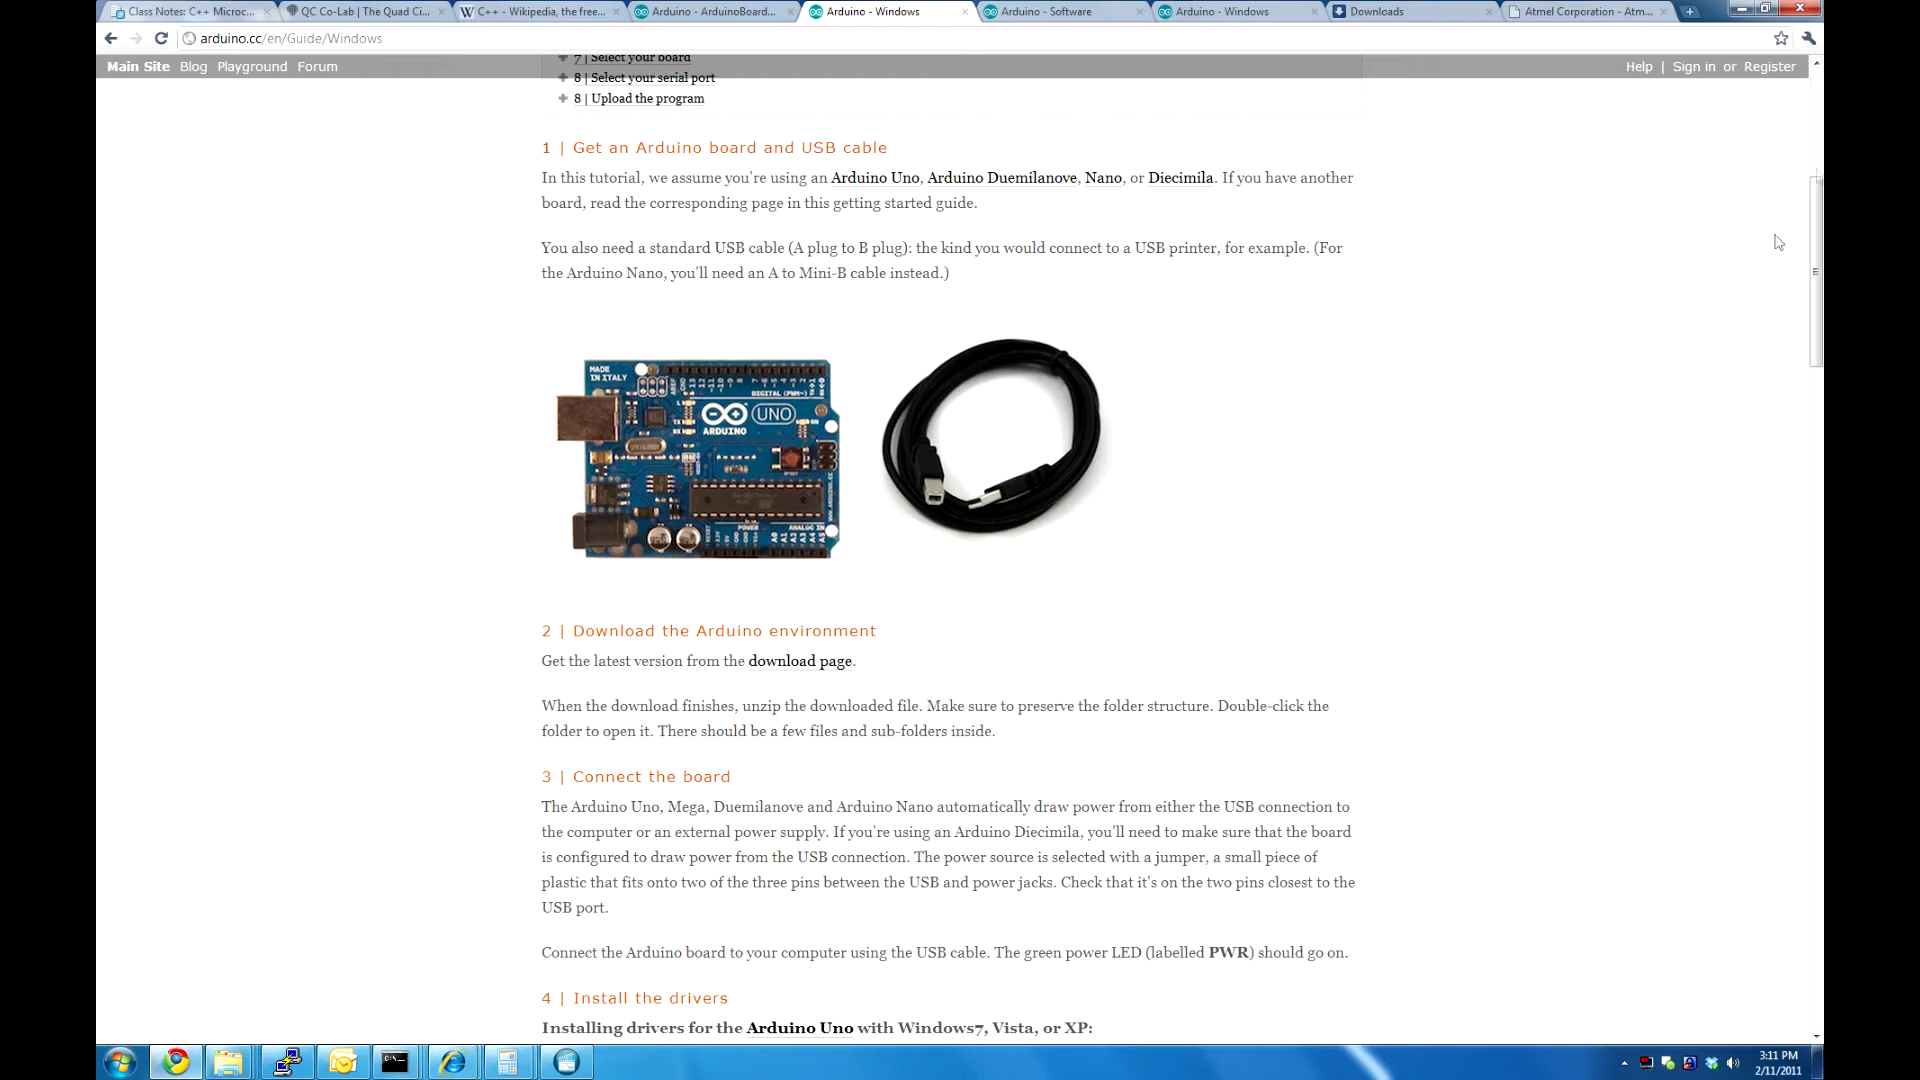 Class Notes: C++ Microc...
QC Co-Lab | The Quad Ci...
C++ - Wikipedia, the free...
Arduino - ArduinoBoard...
Arduino - Windows
Arduino - Software
Arduino - Windows
Downloads
Atmel Corporation - Atm...
arduino.cc/en/Guide/Windows
Main Site Blog Playground Forum
Help | Sign in or Register
7 | Select your board
8 | Select your serial port
8 | Upload the program
1 | Get an Arduino board and USB cable
In this tutorial, we assume you're using an Arduino Uno, Arduino Duemilanove, Nano, or Diecimila. If you have another
board, read the corresponding page in this getting started guide.
You also need a standard USB cable (A plug to B plug): the kind you would connect to a USB printer, for example. (For
the Arduino Nano, you'll need an A to Mini-B cable instead.)
MADE
IN ITALY
DIGITAL (PWM~)
UNO
ARDUINO
POWER
ANALOG IN
A0 A1 A2 A3 A4 A5
2 | Download the Arduino environment
Get the latest version from the download page.
When the download finishes, unzip the downloaded file. Make sure to preserve the folder structure. Double-click the
folder to open it. There should be a few files and sub-folders inside.
3 | Connect the board
The Arduino Uno, Mega, Duemilanove and Arduino Nano automatically draw power from either the USB connection to
the computer or an external power supply. If you're using an Arduino Diecimila, you'll need to make sure that the board
is configured to draw power from the USB connection. The power source is selected with a jumper, a small piece of
plastic that fits onto two of the three pins between the USB and power jacks. Check that it's on the two pins closest to the
USB port.
Connect the Arduino board to your computer using the USB cable. The green power LED (labelled PWR) should go on.
4 | Install the drivers
Installing drivers for the Arduino Uno with Windows7, Vista, or XP:
3:11 PM
2/11/2011